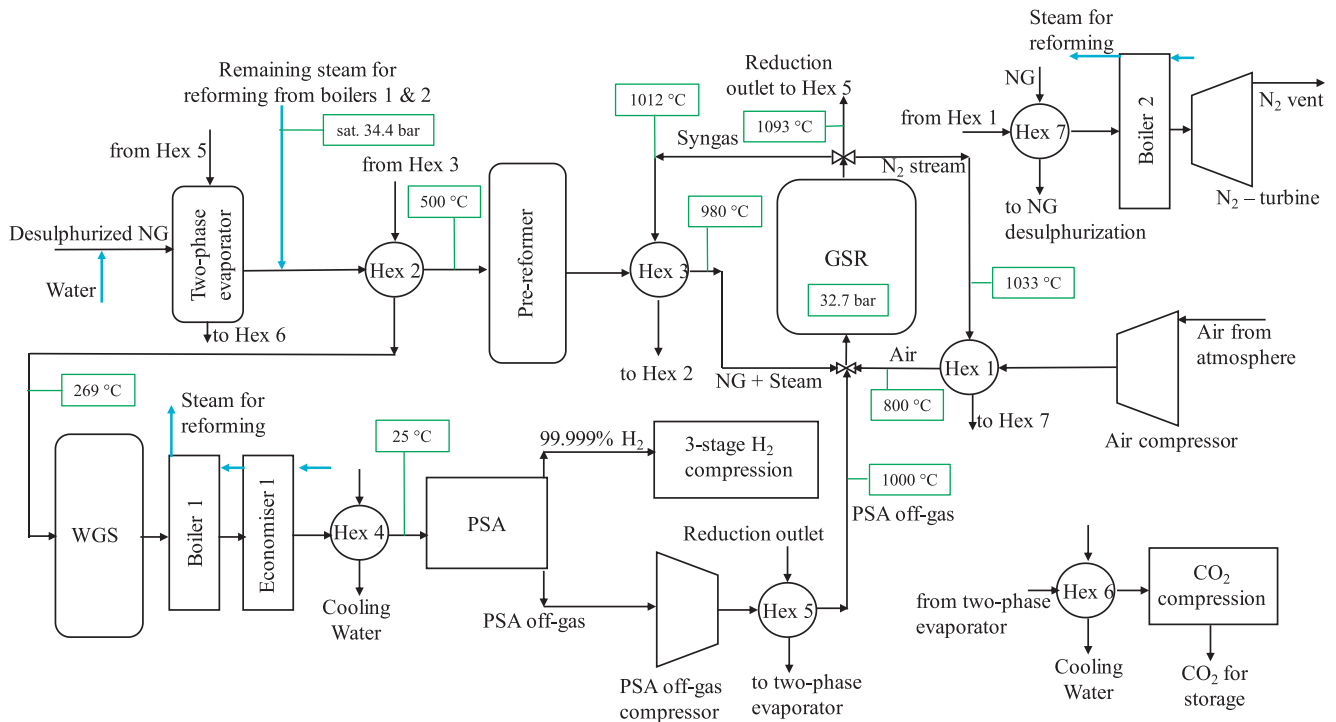 Steam for
reforming
Reduction
outlet to Hex 5
NG
Boiler 2
N2 vent
Remaining steam for
reforming from boilers 1 & 2
1012 °C
1093 °C
from Hex 1
Hex 7
sat. 34.4 bar
Syngas
N2 stream
from Hex 5
from Hex 3
to NG
desulphurization
N2 – turbine
500 °C
980 °C
Desulphurized NG
Two-phase
evaporator
Hex 2
Pre-reformer
Hex 3
GSR
Water
32.7 bar
1033 °C
to Hex 6
Air from
atmosphere
Air
Hex 1
to Hex 2
NG + Steam
269 °C
800 °C
to Hex 7
Air compressor
Steam for
reforming
25 °C
99.999% H2
3-stage H2
compression
1000 °C
PSA off-gas
WGS
Boiler 1
Economiser 1
Hex 4
PSA
Reduction outlet
Cooling
Water
PSA off-gas
Hex 5
from two-phase
evaporator
Hex 6
CO2
compression
PSA off-gas
compressor
to two-phase
evaporator
Cooling
Water
CO2 for
storage